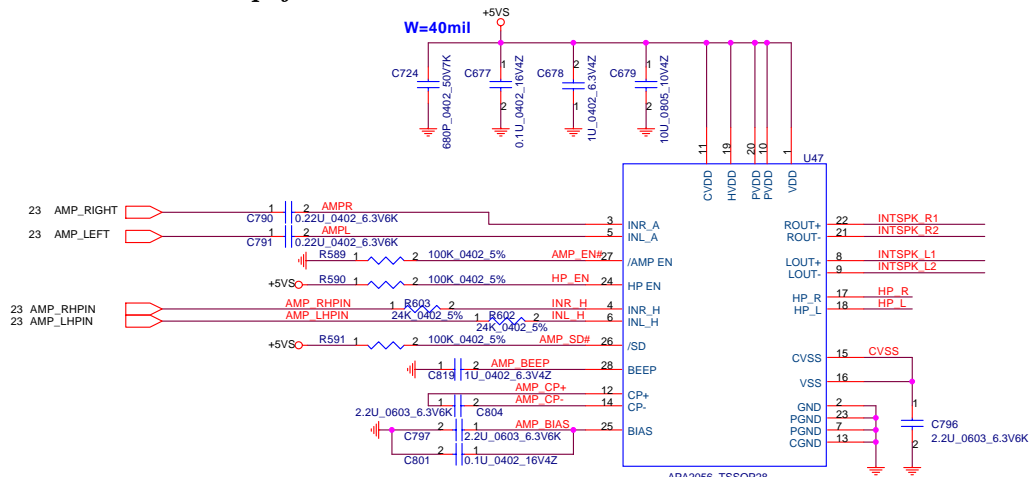 +5VS
W=40mil
C724
680P_0402_50V7K
C677
1
2
0.1U_0402_16V4Z
C678
2
1
1U_0402_6.3V4Z
C679
1
2
10U_0805_10V4Z
U47
11
19
20
10
1
CVDD
HVDD
PVDD
PVDD
VDD
23 AMP_RIGHT
1
2
AMPR
C790
0.22U_0402_6.3V6K
3
INR_A
23 AMP_LEFT
1
2
AMPL
C791
0.22U_0402_6.3V6K
5
INL_A
R589
1
2
100K_0402_5%
AMP_EN#
27
/AMP EN
+5VS
R590
1
2
100K_0402_5%
HP_EN
24
HP EN
23 AMP_RHPIN
AMP_RHPIN
1
R603
2
24K_0402_5%
INR_H
4
INR_H
23 AMP_LHPIN
AMP_LHPIN
1
R602
2
24K_0402_5%
INL_H
6
INL_H
+5VS
R591
1
2
100K_0402_5%
AMP_SD#
26
/SD
1
2
AMP_BEEP
C819
1U_0402_6.3V4Z
28
BEEP
AMP_CP+
12
CP+
1
2
AMP_CP-
14
CP-
2.2U_0603_6.3V6K
C804
2
1
AMP_BIAS
25
BIAS
C797
2.2U_0603_6.3V6K
2
1
C801
0.1U_0402_16V4Z
ROUT+
22
INTSPK_R1
ROUT-
21
INTSPK_R2
LOUT+
8
INTSPK_L1
LOUT-
9
INTSPK_L2
HP_R
17
HP_R
HP_L
18
HP_L
CVSS
15
CVSS
VSS
16
GND
2
PGND
23
PGND
7
CGND
13
1
C796
2.2U_0603_6.3V6K
2
APA2056_TSSOP28